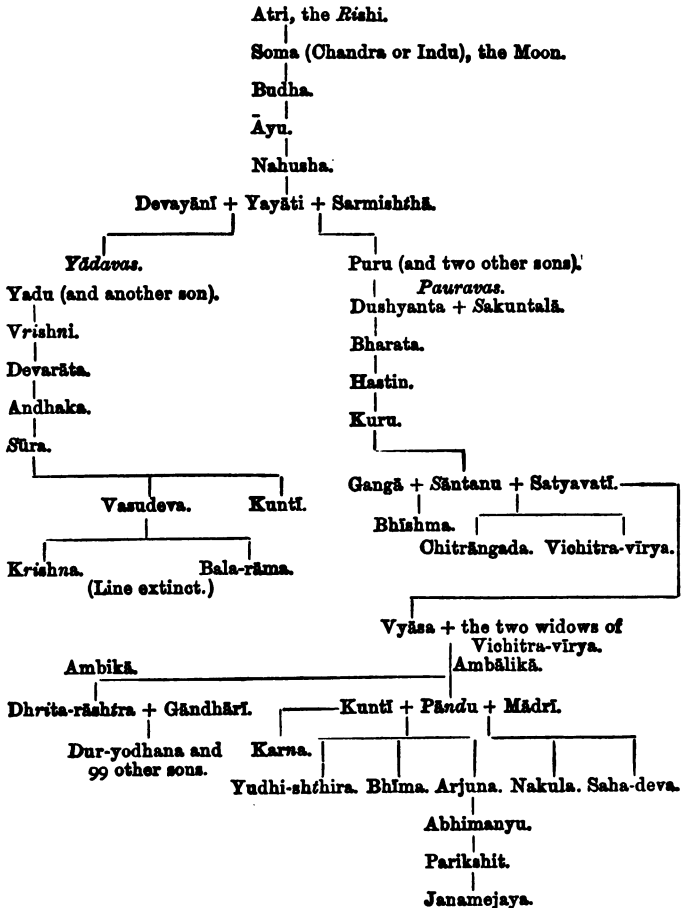 Atri, the Rishi.
Soma (Chandra or Indu), the Moon.
Budha.
Āyu.
Nahusha.
Devayānī + Yayāti + Sarmishthā.
Yādavas.
Yadu (and another son).
Vrishni.
Devarāta.
Andhaka.
Sūra.
Vasudeva. Kuntī.
Krishna. Bala-rāma.
(Line extinct.)
Puru (and two other sons).
Pauravas.
Dushyanta + Sakuntalā.
Bharata.
Hastin.
Kuru.
Gangā + Sāntanu + Satyavatī.
Bhīshma.
Chitrāngada. Vichitra-vīrya.
Vyāsa + the two widows of
Vichitra-vīrya.
Ambikā. Ambālikā.
Dhrita-rāshtra + Gāndhārī. Kuntī + Pāndu + Mādrī.
Dur-yodhana and
99 other sons.
Karna.
Yudhi-shthira. Bhīma. Arjuna. Nakula. Saha-deva.
Abhimanyu.
Parikshit.
Janamejaya.